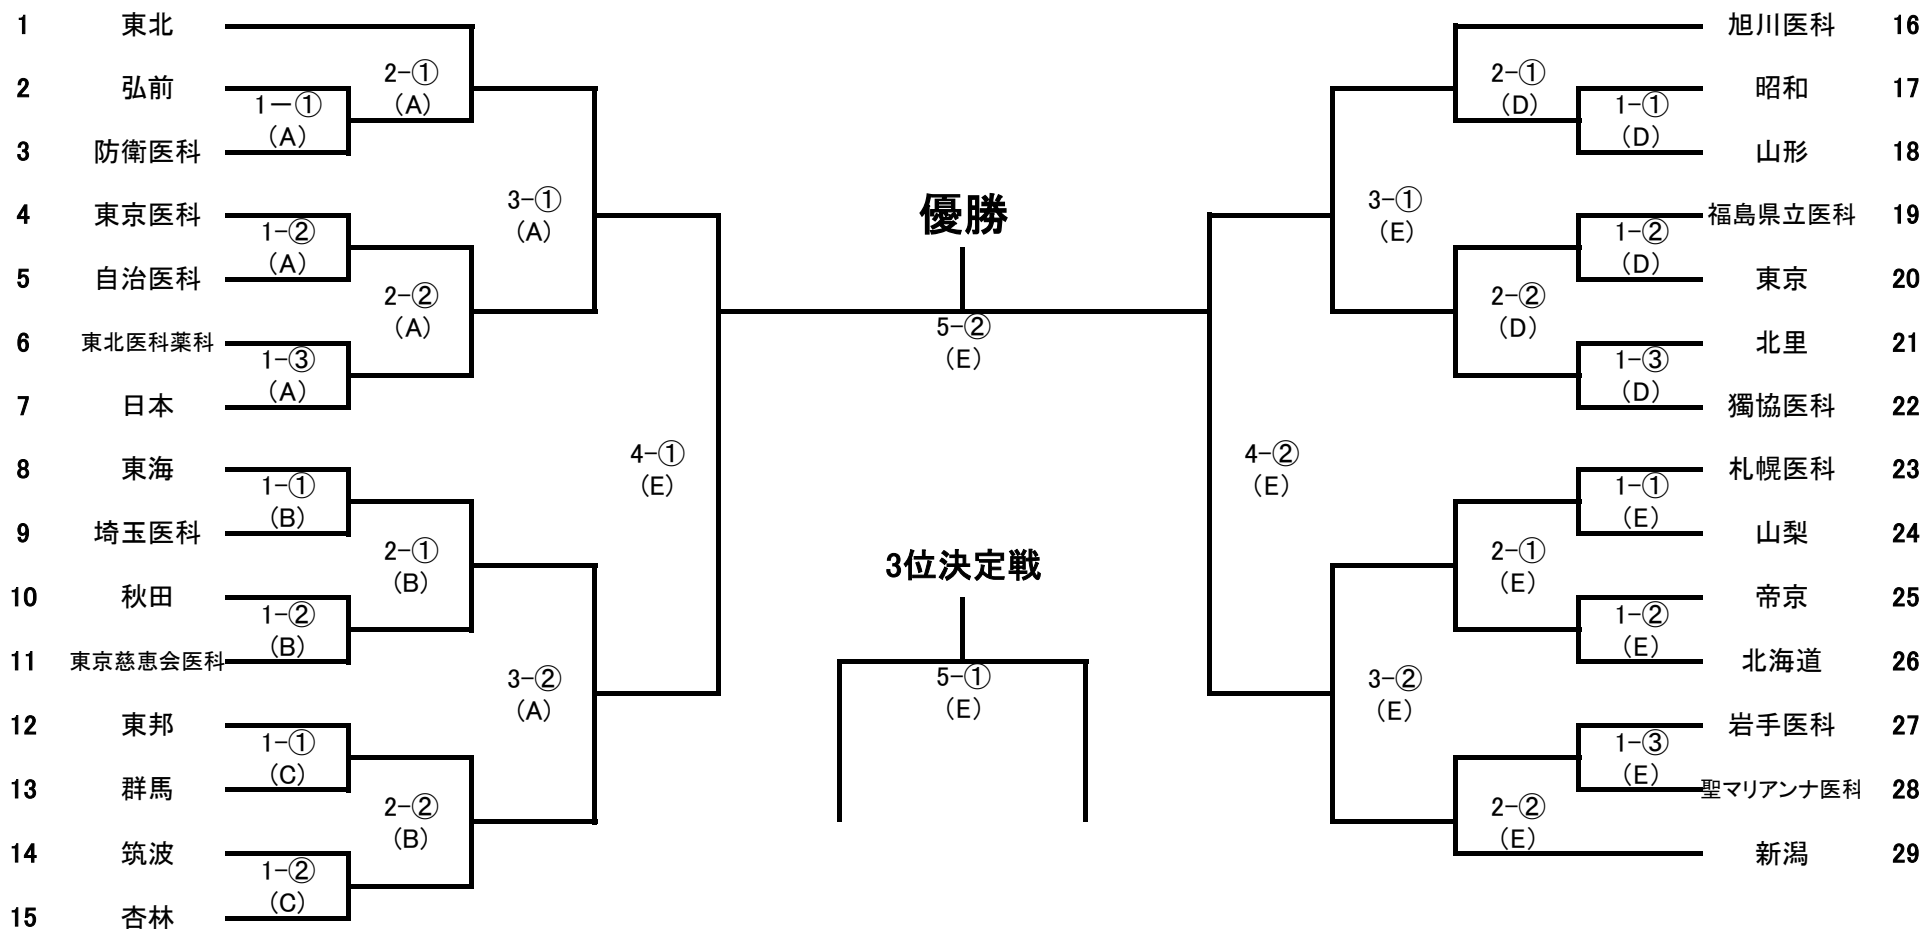 1 東北
2 弘前
1－① (A)
2-① (A)
3 防衛医科
4 東京医科
1-② (A)
5 自治医科
3-① (A)
2-② (A)
6 東北医科薬科
1-③ (A)
7 日本
8 東海
1-① (B)
9 埼玉医科
2-① (B)
10 秋田
1-② (B)
11 東京慈恵会医科
4-① (E)
3-② (A)
12 東邦
1-① (C)
13 群馬
2-② (B)
14 筑波
1-② (C)
15 杏林
優勝
5-② (E)
3位決定戦
5-① (E)
旭川医科 16
2-① (D)
昭和 17
1-① (D)
山形 18
3-① (E)
福島県立医科 19
1-② (D)
東京 20
2-② (D)
北里 21
1-③ (D)
獨協医科 22
4-② (E)
札幌医科 23
1-① (E)
山梨 24
2-① (E)
帝京 25
1-② (E)
北海道 26
3-② (E)
岩手医科 27
1-③ (E)
聖マリアンナ医科 28
2-② (E)
新潟 29